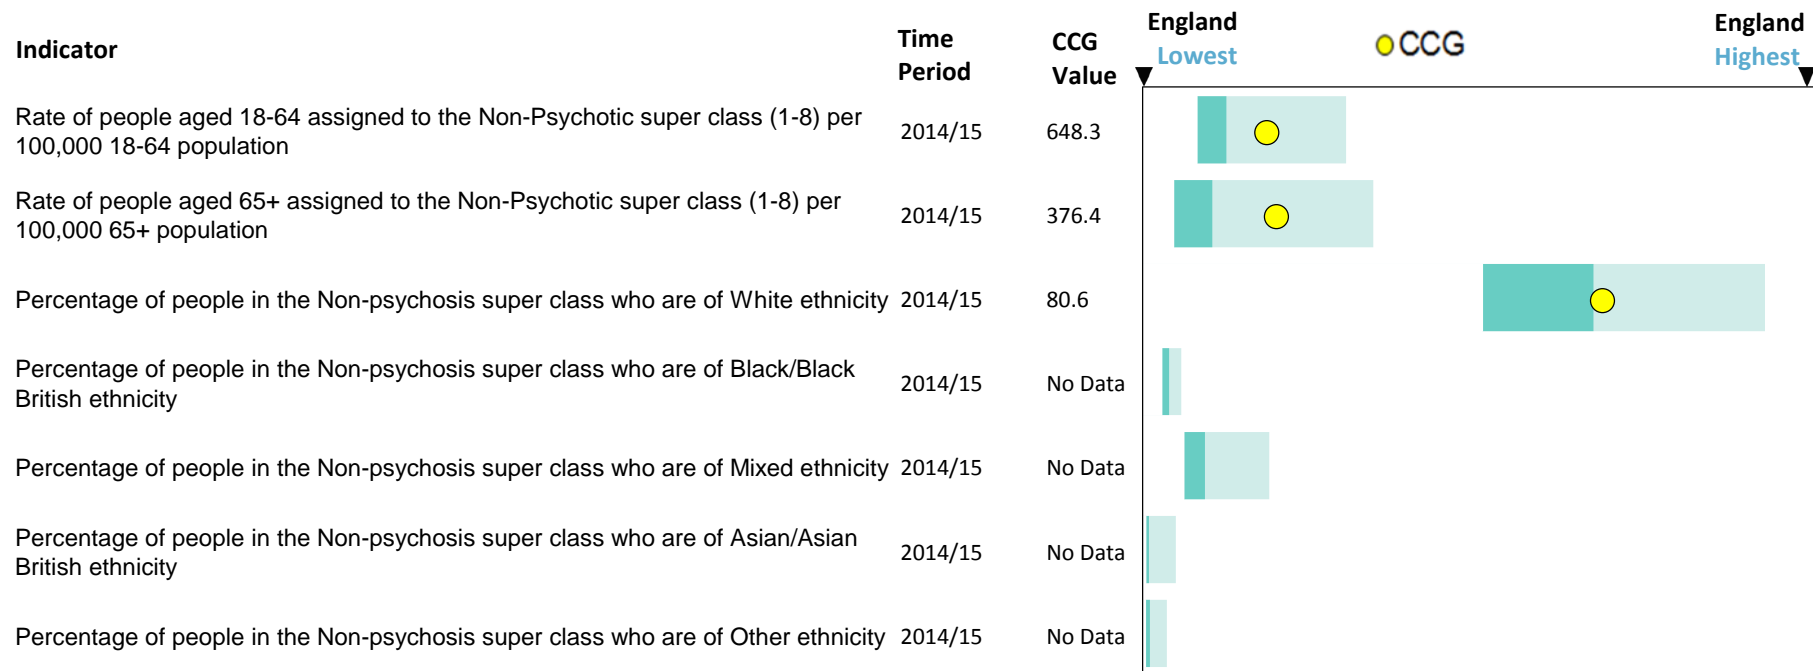 Indicator
Time
Period
CCG
Value
England
Lowest
CCG
England
Highest
Rate of people aged 18-64 assigned to the Non-Psychotic super class (1-8) per
100,000 18-64 population
2014/15
648.3
Rate of people aged 65+ assigned to the Non-Psychotic super class (1-8) per
100,000 65+ population
2014/15
376.4
Percentage of people in the Non-psychosis super class who are of White ethnicity
2014/15
80.6
Percentage of people in the Non-psychosis super class who are of Black/Black
British ethnicity
2014/15
No Data
Percentage of people in the Non-psychosis super class who are of Mixed ethnicity
2014/15
No Data
Percentage of people in the Non-psychosis super class who are of Asian/Asian
British ethnicity
2014/15
No Data
Percentage of people in the Non-psychosis super class who are of Other ethnicity
2014/15
No Data